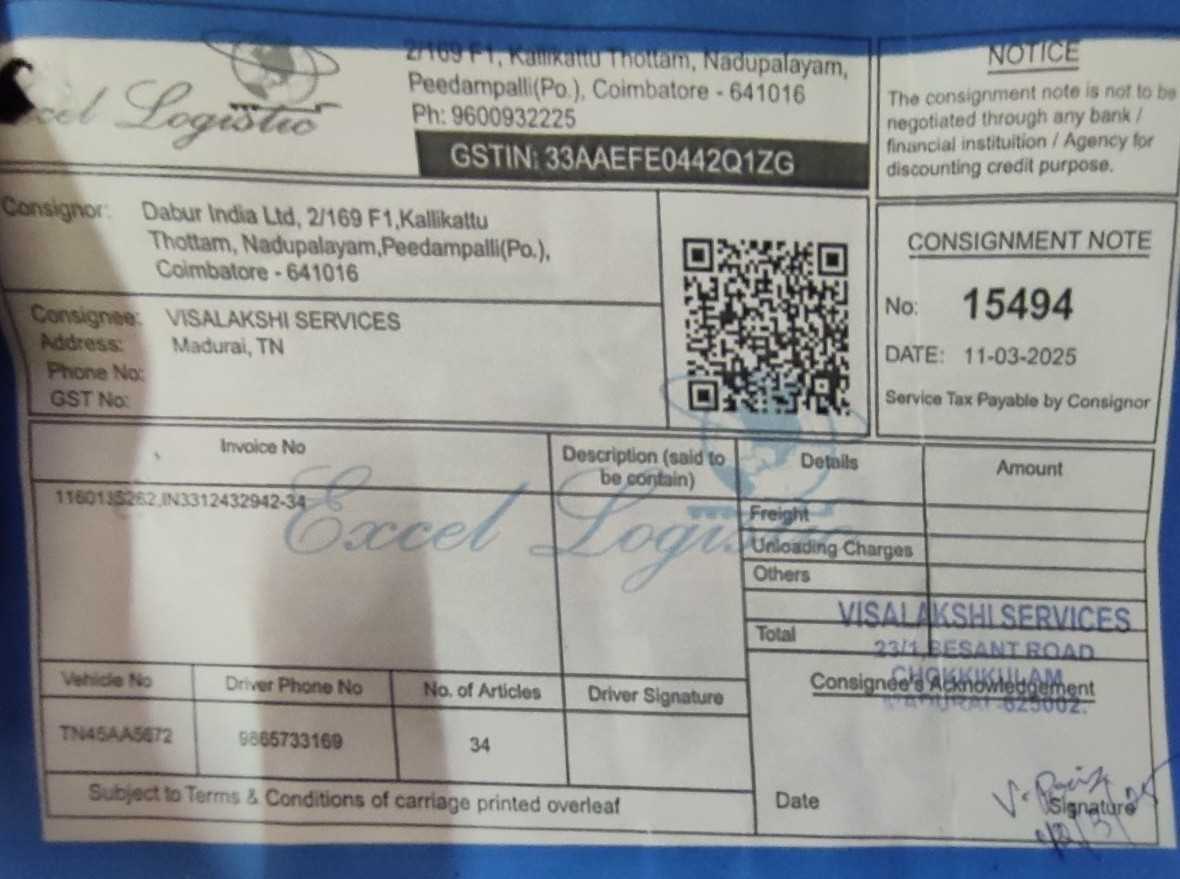 Excel Logistic
2/169 F1, Kallikattu Thottam, Nadupalayam,
Peedampalli(Po.), Coimbatore - 641016
Ph: 9600932225
GSTIN: 33AAEFE0442Q1ZG
NOTICE
The consignment note is not to be
negotiated through any bank /
financial instituition / Agency for
discounting credit purpose.
Consignor: Dabur India Ltd, 2/169 F1,Kallikattu
Thottam, Nadupalayam,Peedampalli(Po.),
Coimbatore - 641016
CONSIGNMENT NOTE
No: 15494
DATE: 11-03-2025
Service Tax Payable by Consignor
Consignee: VISALAKSHI SERVICES
Address: Madurai, TN
Phone No:
GST No:
Invoice No
Description (said to
be contain)
Details
Amount
1160135262,IN3312432942-34
Excel Logistic
Freight
Unloading Charges
Others
Total
VISALAKSHI SERVICES
23/1, BESANT ROAD
CHOKKIKULAM
MADURAI-625002.
Consignee's Acknowledgement
Vehicle No
Driver Phone No
No. of Articles
Driver Signature
TN45AA5672
9865733169
34
Date
Signature
Subject to Terms & Conditions of carriage printed overleaf